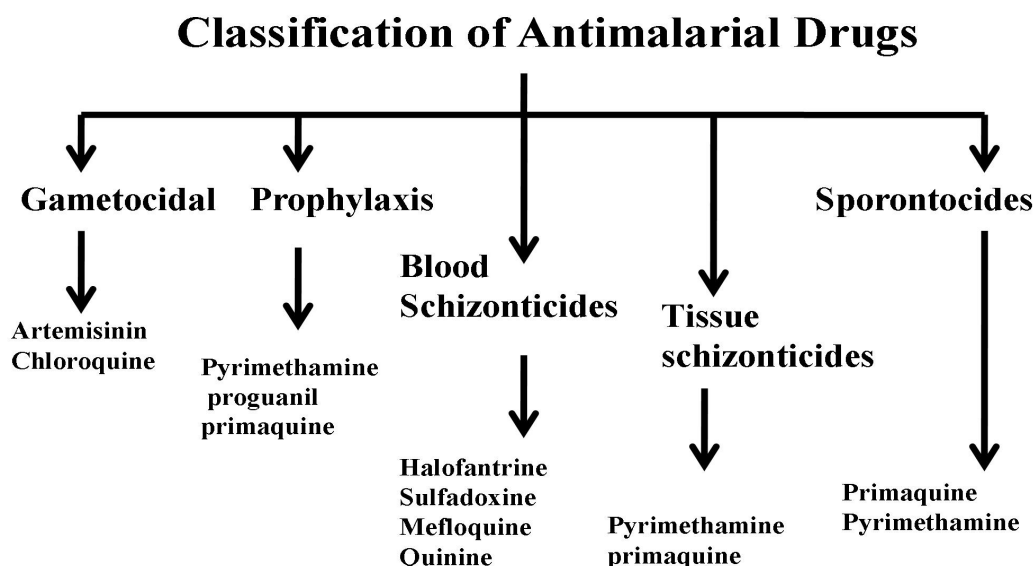 Classification of Antimalarial Drugs
Gametocidal
Artemisinin
Chloroquine
Prophylaxis
Pyrimethamine
proguanil
primaquine
Blood
Schizonticides
Halofantrine
Sulfadoxine
Mefloquine
Quinine
Tissue
schizonticides
Pyrimethamine
primaquine
Sporontocides
Primaquine
Pyrimethamine